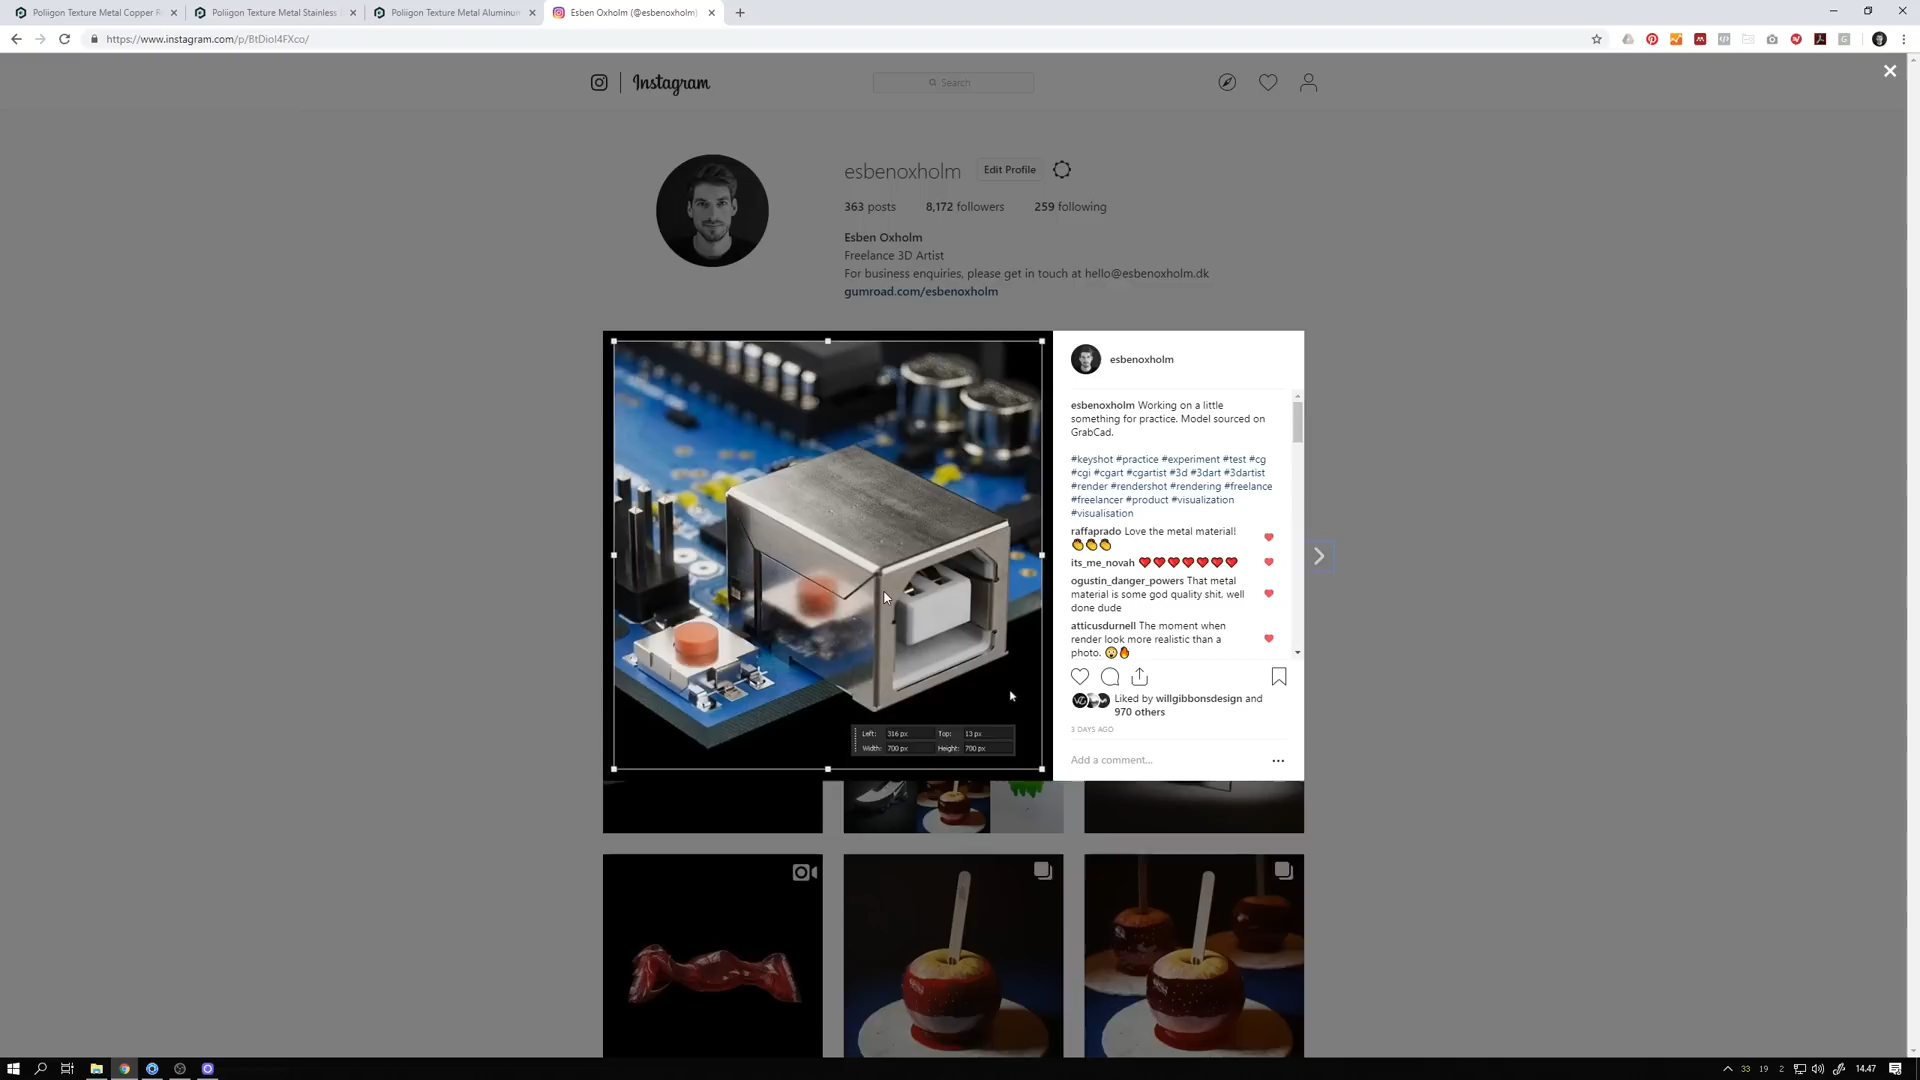 Poliigon Texture Metal Copper R
Poliigon Texture Metal Stainless S
Poliigon Texture Metal Aluminum
Esben Oxholm (@esbenoxholm)
https://www.instagram.com/p/BtDiol4FXco/
Instagram
Search
esbenoxholm
Edit Profile
363 posts
8,172 followers
259 following
Esben Oxholm
Freelance 3D Artist
For business enquiries, please get in touch at hello@esbenoxholm.dk
gumroad.com/esbenoxholm
esbenoxholm
esbenoxholm Working on a little
something for practice. Model sourced on
GrabCad.
#keyshot #practice #experiment #test #cg
#cgi #cgart #cgartist #3d #3dart #3dartist
#render #rendershot #rendering #freelance
#freelancer #product #visualization
#visualisation
raffaprado Love the metal material!
👏👏👏
its_me_novah ❤️❤️❤️❤️❤️❤️❤️
ogustin_danger_powers That metal
material is some god quality shit, well
done dude
atticusdurnell The moment when
render look more realistic than a
photo. 😲🔥
Liked by willgibbonsdesign and
970 others
3 DAYS AGO
Add a comment...
Left: 316 px Top: 13 px
Width: 700 px Height: 700 px
33 19 2 14.47